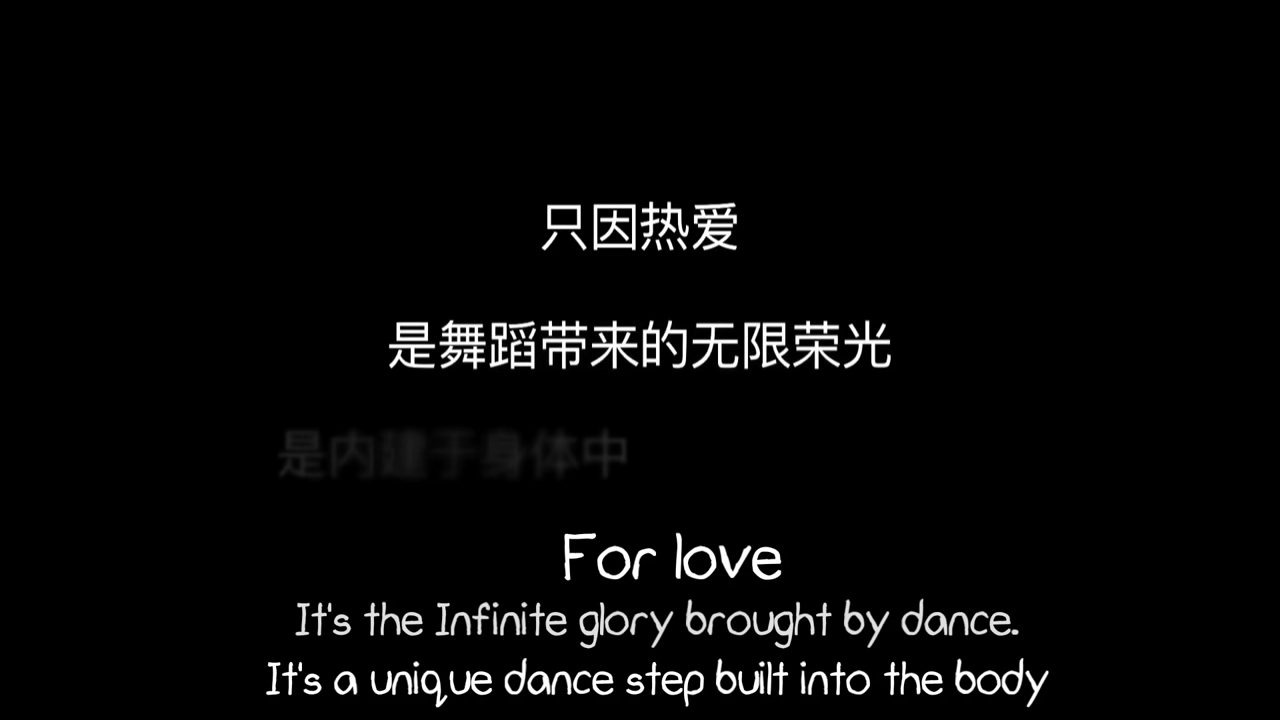 只因热爱
是舞蹈带来的无限荣光
是内建于身体中
For love
It's the Infinite glory brought by dance.
It's a unique dance step built into the body